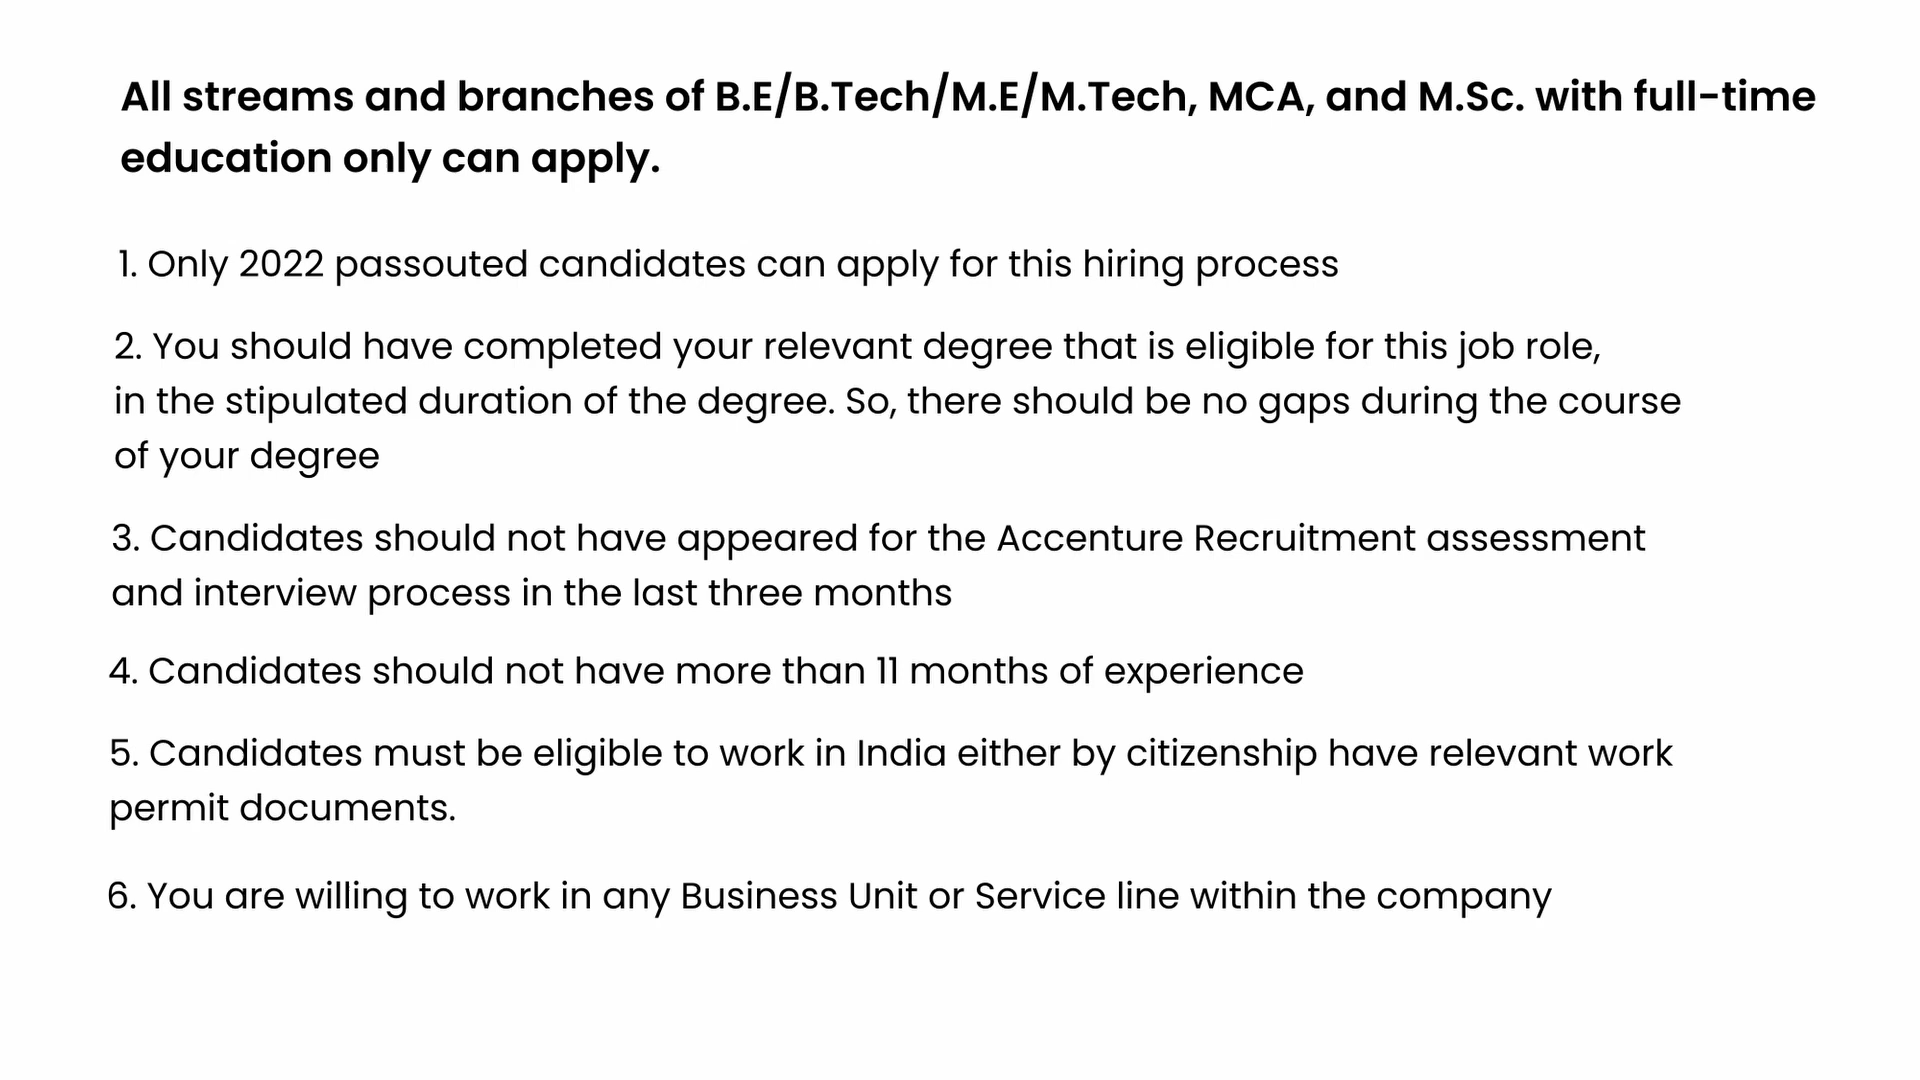 All streams and branches of B.E/B.Tech/M.E/M.Tech, MCA, and M.Sc. with full-time
education only can apply.
1. Only 2022 passouted candidates can apply for this hiring process
2. You should have completed your relevant degree that is eligible for this job role,
in the stipulated duration of the degree. So, there should be no gaps during the course
of your degree
3. Candidates should not have appeared for the Accenture Recruitment assessment
and interview process in the last three months
4. Candidates should not have more than 11 months of experience
5. Candidates must be eligible to work in India either by citizenship have relevant work
permit documents.
6. You are willing to work in any Business Unit or Service line within the company